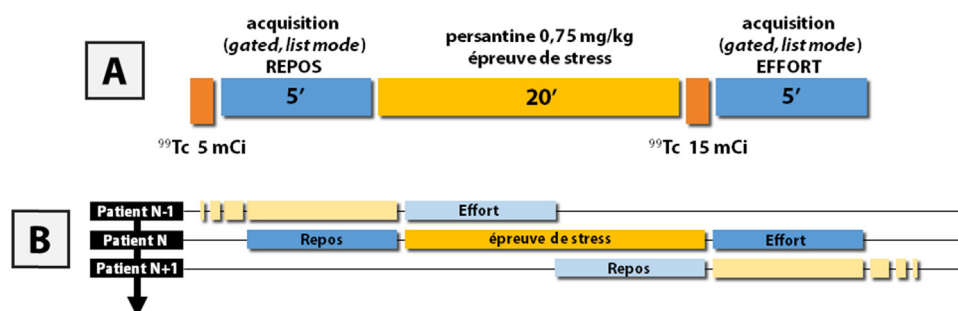 acquisition
(gated, list mode)
REPOS
persantine 0,75 mg/kg
épreuve de stress
acquisition
(gated, list mode)
EFFORT
A
5’
20’
5’
99Tc 5 mCi
99Tc 15 mCi
B
Patient N-1
Effort
Patient N
Repos
épreuve de stress
Effort
Patient N+1
Repos